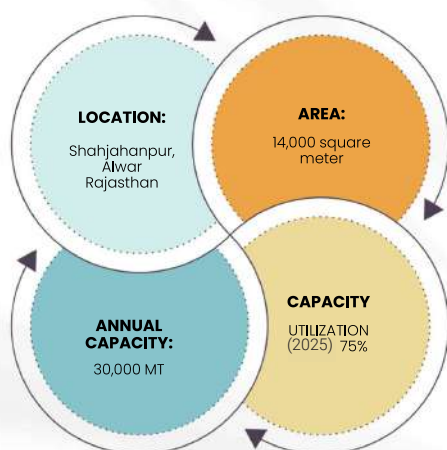 LOCATION:
Shahjahanpur,
Alwar
Rajasthan
AREA:
14,000 square
meter
ANNUAL
CAPACITY:
30,000 MT
CAPACITY
UTILIZATION
(2025) 75%